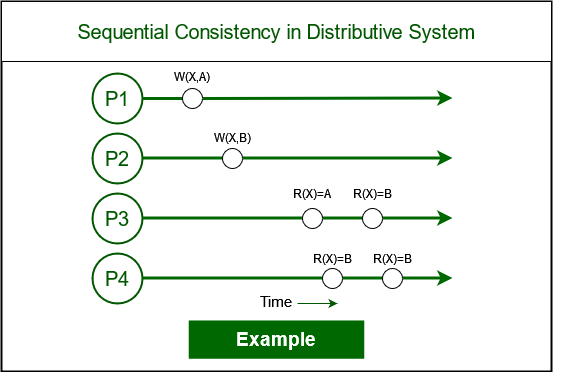 Sequential Consistency in Distributive System
W(X,A)
P1
W(X,B)
P2
R(X)=A R(X)=B
P3
R(X)=B R(X)=B
P4
Time
Example